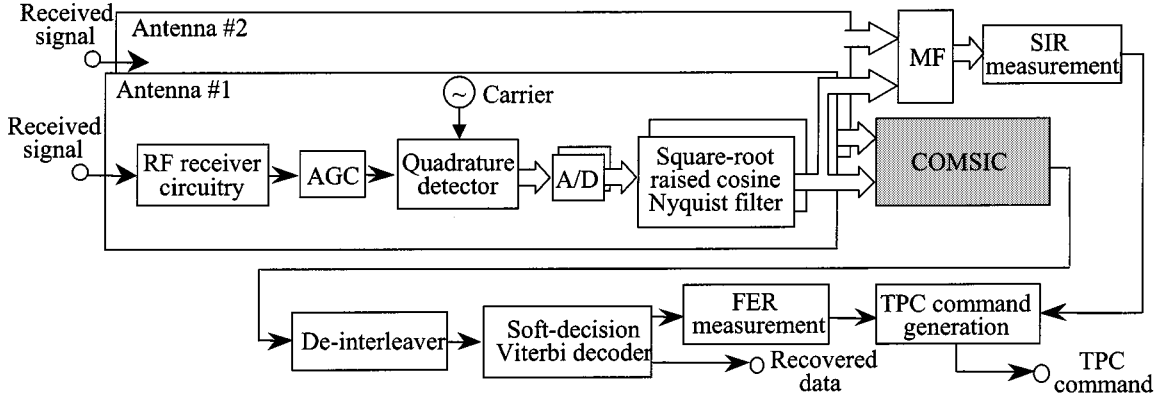 Received
signal
Antenna #2
MF
SIR
measurement
Antenna #1
~
Carrier
Received
signal
RF receiver
circuitry
AGC
Quadrature
detector
A/D
Square-root
raised cosine
Nyquist filter
COMSIC
De-interleaver
Soft-decision
Viterbi decoder
FER
measurement
TPC command
generation
Recovered
data
TPC
command